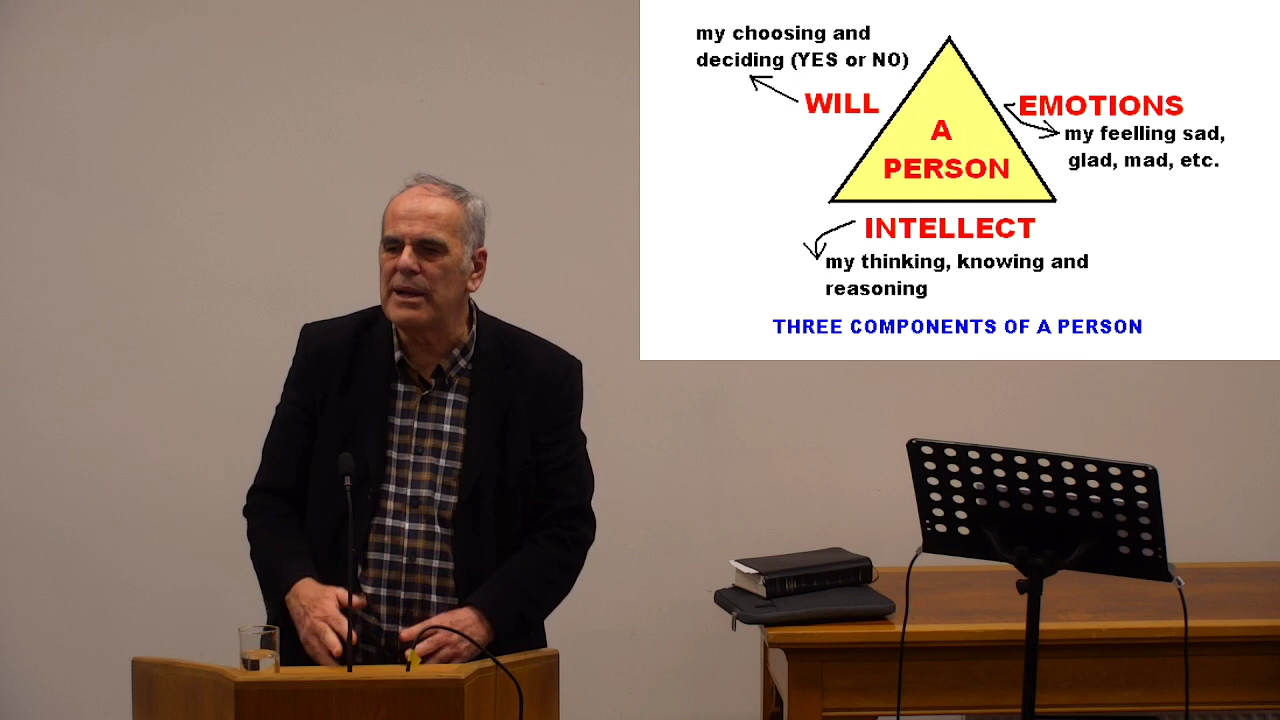 my choosing and
deciding (YES or NO)
WILL
EMOTIONS
my feelling sad,
glad, mad, etc.
A
PERSON
INTELLECT
my thinking, knowing and
reasoning
THREE COMPONENTS OF A PERSON